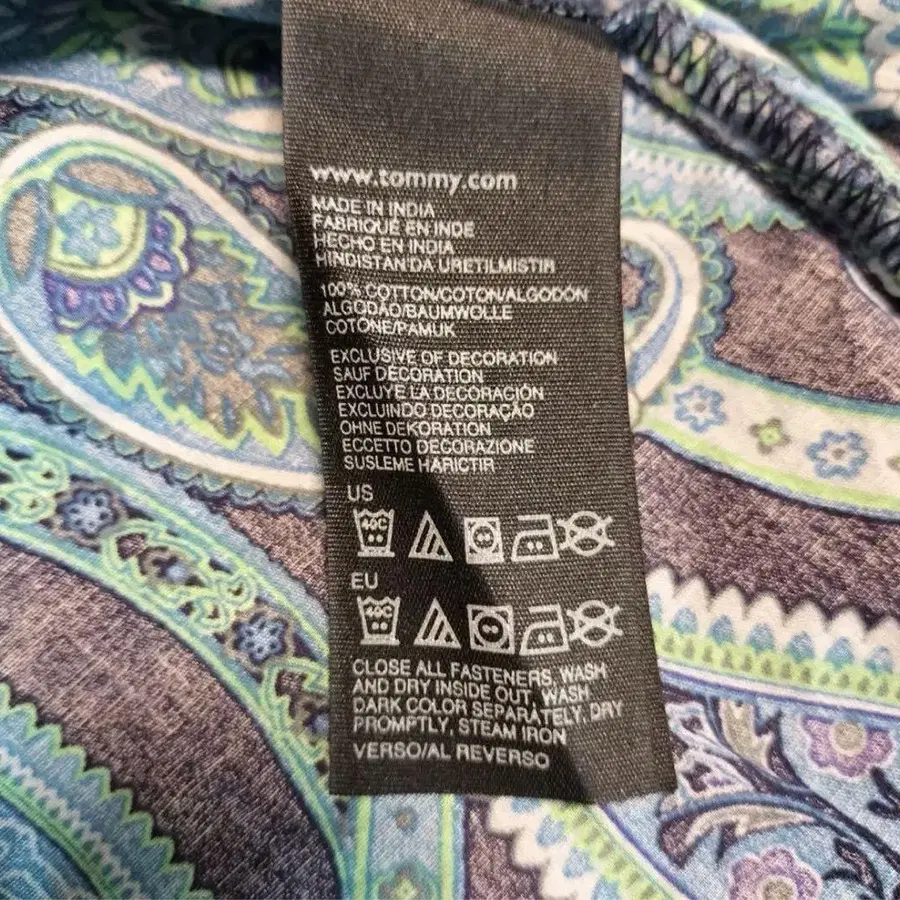 www.tommy.com
MADE IN INDIA
FABRIQUE EN INDE
HECHO EN INDIA
HINDISTAN'DA URETILMISTIR
100% COTTON/COTON/ALGODÓN
ALGODÃO/BAUMWOLLE
COTONE/PAMUK
EXCLUSIVE OF DECORATION
SAUF DECORATION
EXCLUYE LA DECORACIÓN
EXCLUINDO DECORAÇÃO
OHNE DEKORATION
ECCETTO DECORAZIONE
SUSLEME HARICTIR
US
40C
EU
40C
CLOSE ALL FASTENERS, WASH
AND DRY INSIDE OUT, WASH
DARK COLOR SEPARATELY, DRY
PROMPTLY, STEAM IRON
VERSO/AL REVERSO